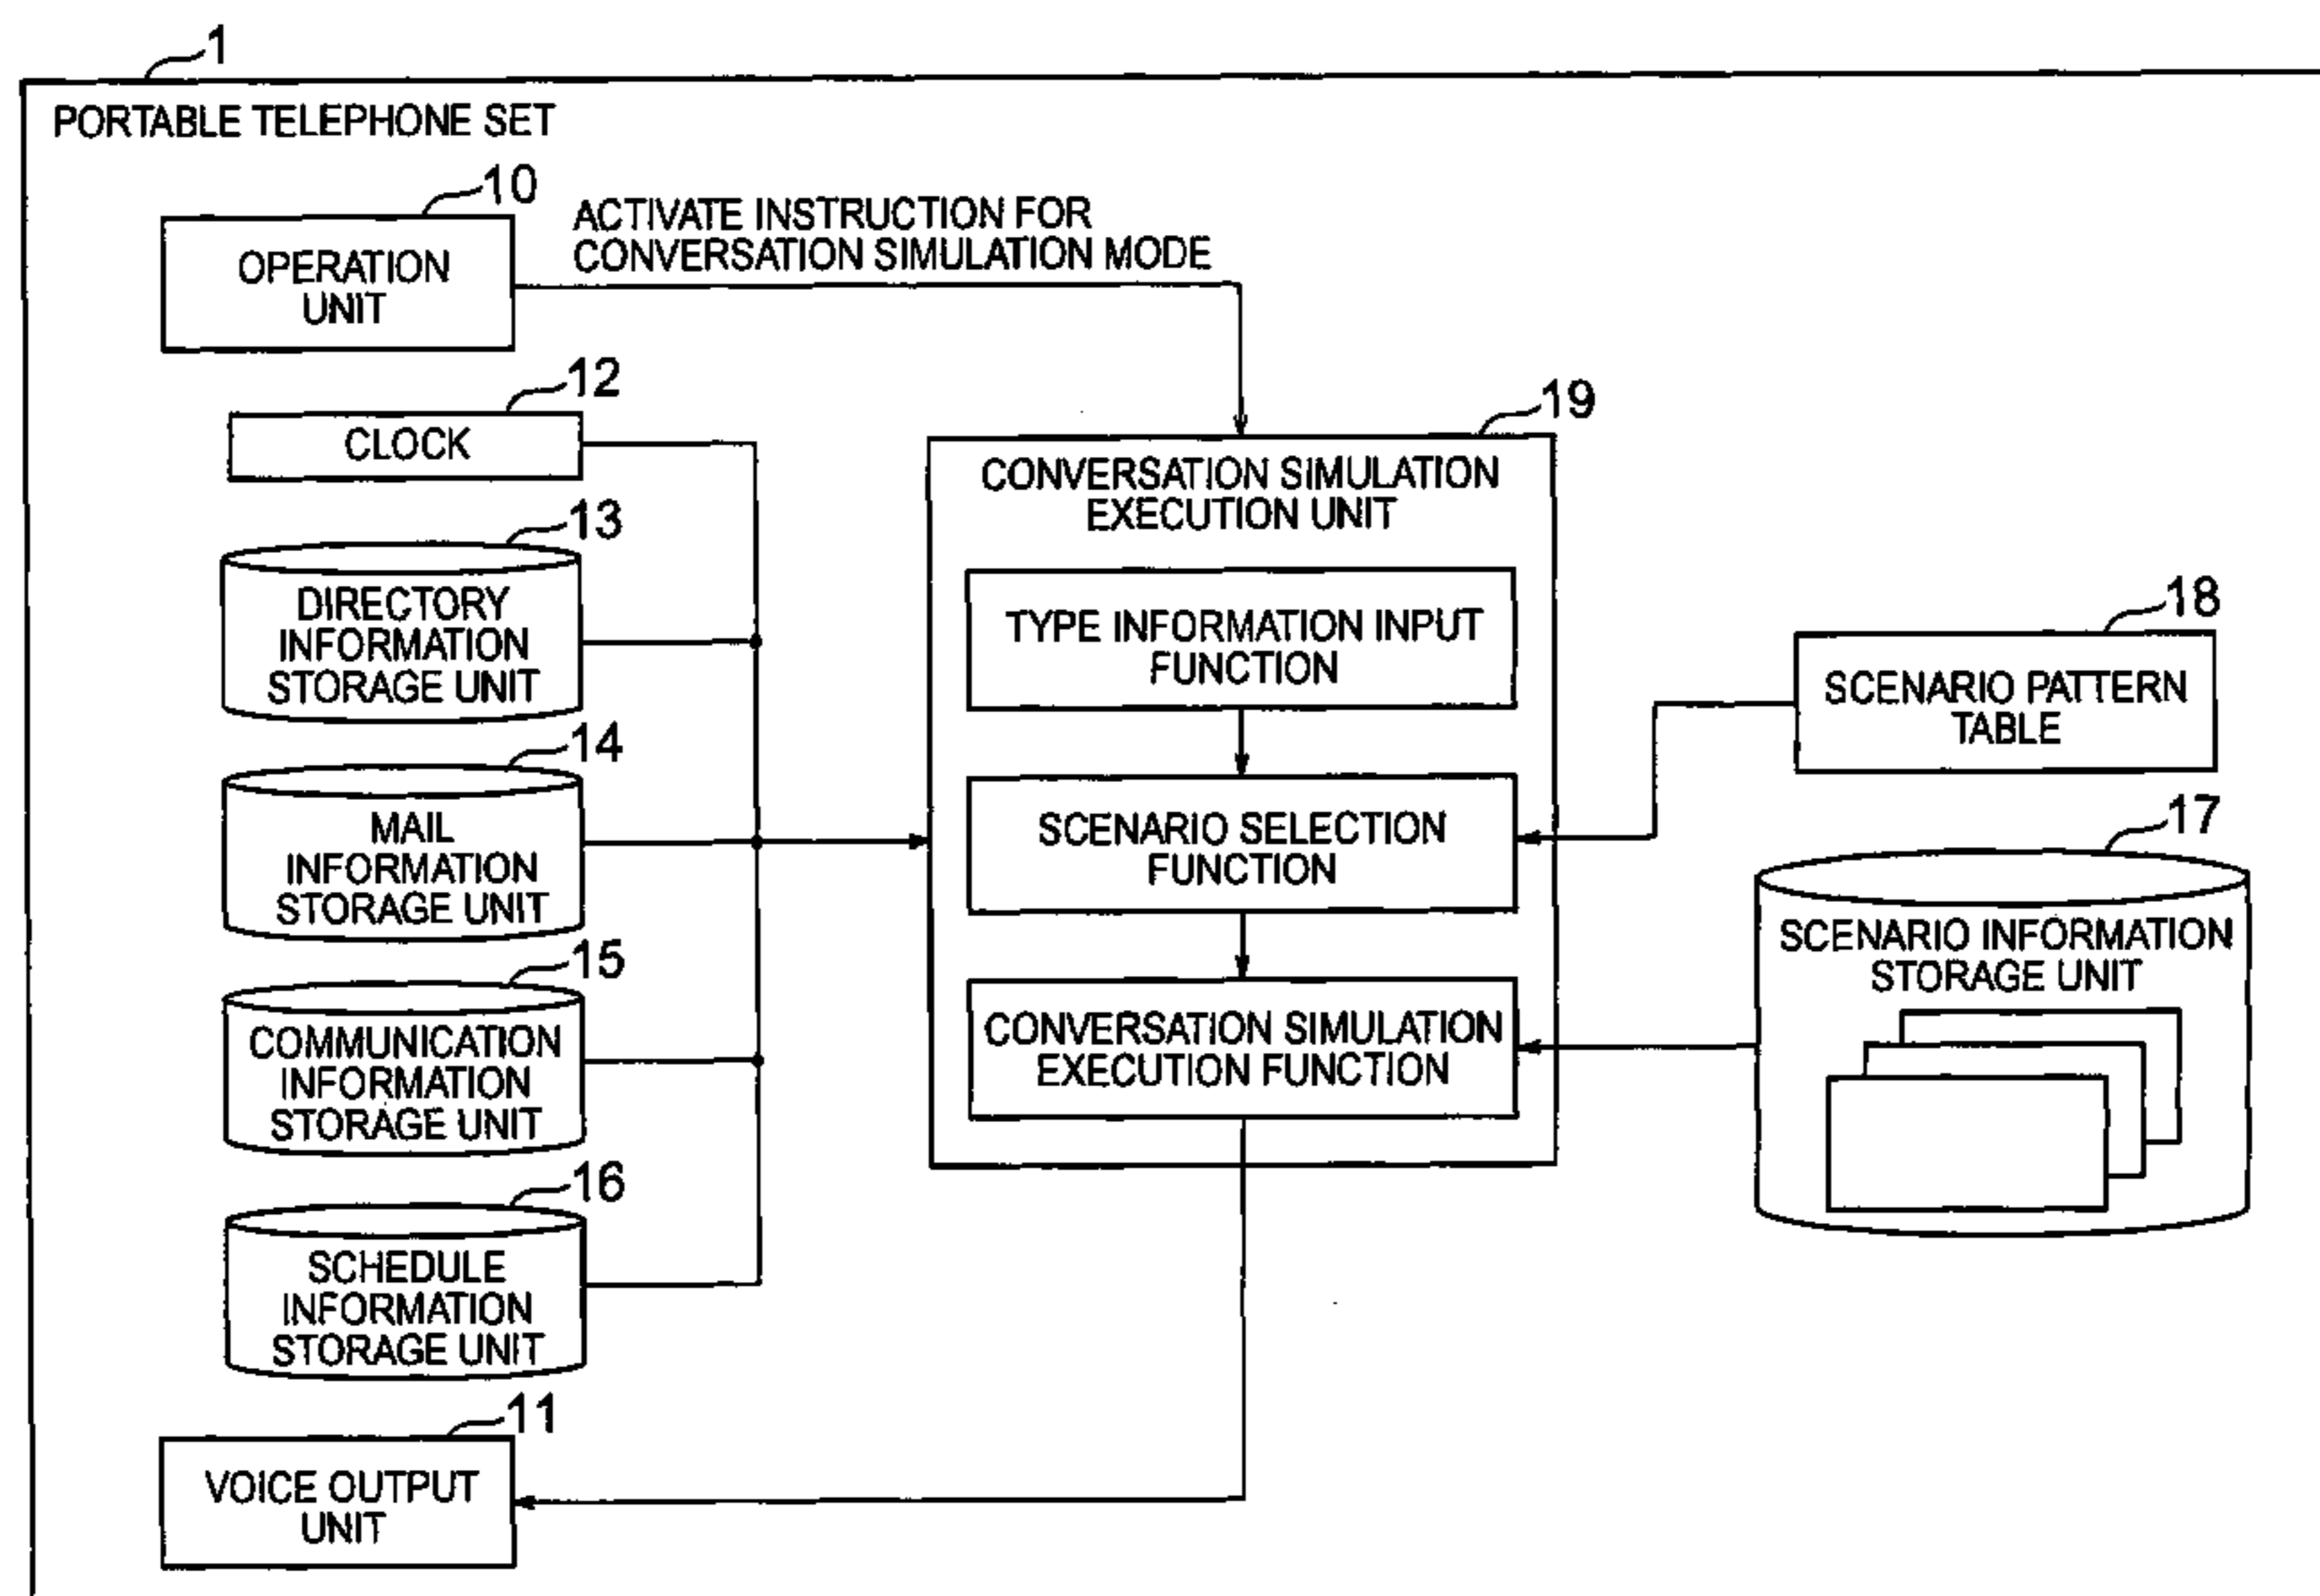 1
PORTABLE TELEPHONE SET
10
OPERATION
UNIT
ACTIVATE INSTRUCTION FOR
CONVERSATION SIMULATION MODE
12
CLOCK
13
DIRECTORY
INFORMATION
STORAGE UNIT
14
MAIL
INFORMATION
STORAGE UNIT
15
COMMUNICATION
INFORMATION
STORAGE UNIT
16
SCHEDULE
INFORMATION
STORAGE UNIT
11
VOICE OUTPUT
UNIT
19
CONVERSATION SIMULATION
EXECUTION UNIT
TYPE INFORMATION INPUT
FUNCTION
SCENARIO SELECTION
FUNCTION
CONVERSATION SIMULATION
EXECUTION FUNCTION
18
SCENARIO PATTERN
TABLE
17
SCENARIO INFORMATION
STORAGE UNIT